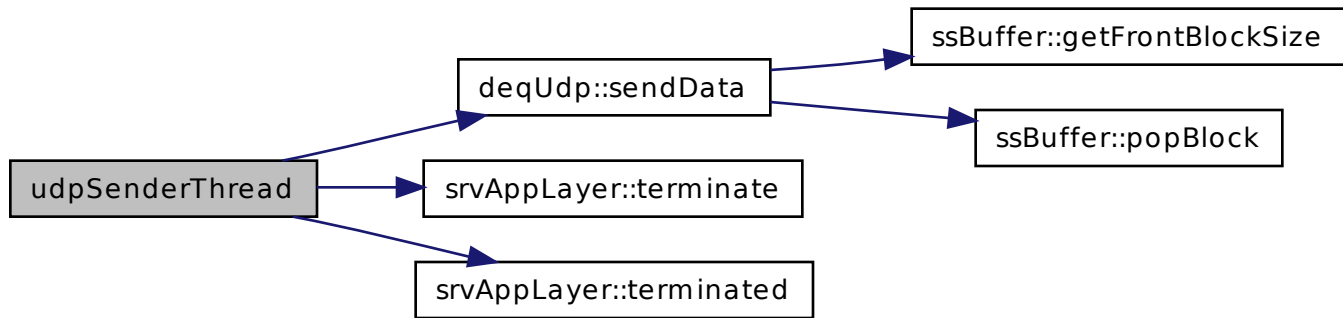 ssBuffer::getFrontBlockSize
deqUdp::sendData
ssBuffer::popBlock
udpSenderThread
srvAppLayer::terminate
srvAppLayer::terminated